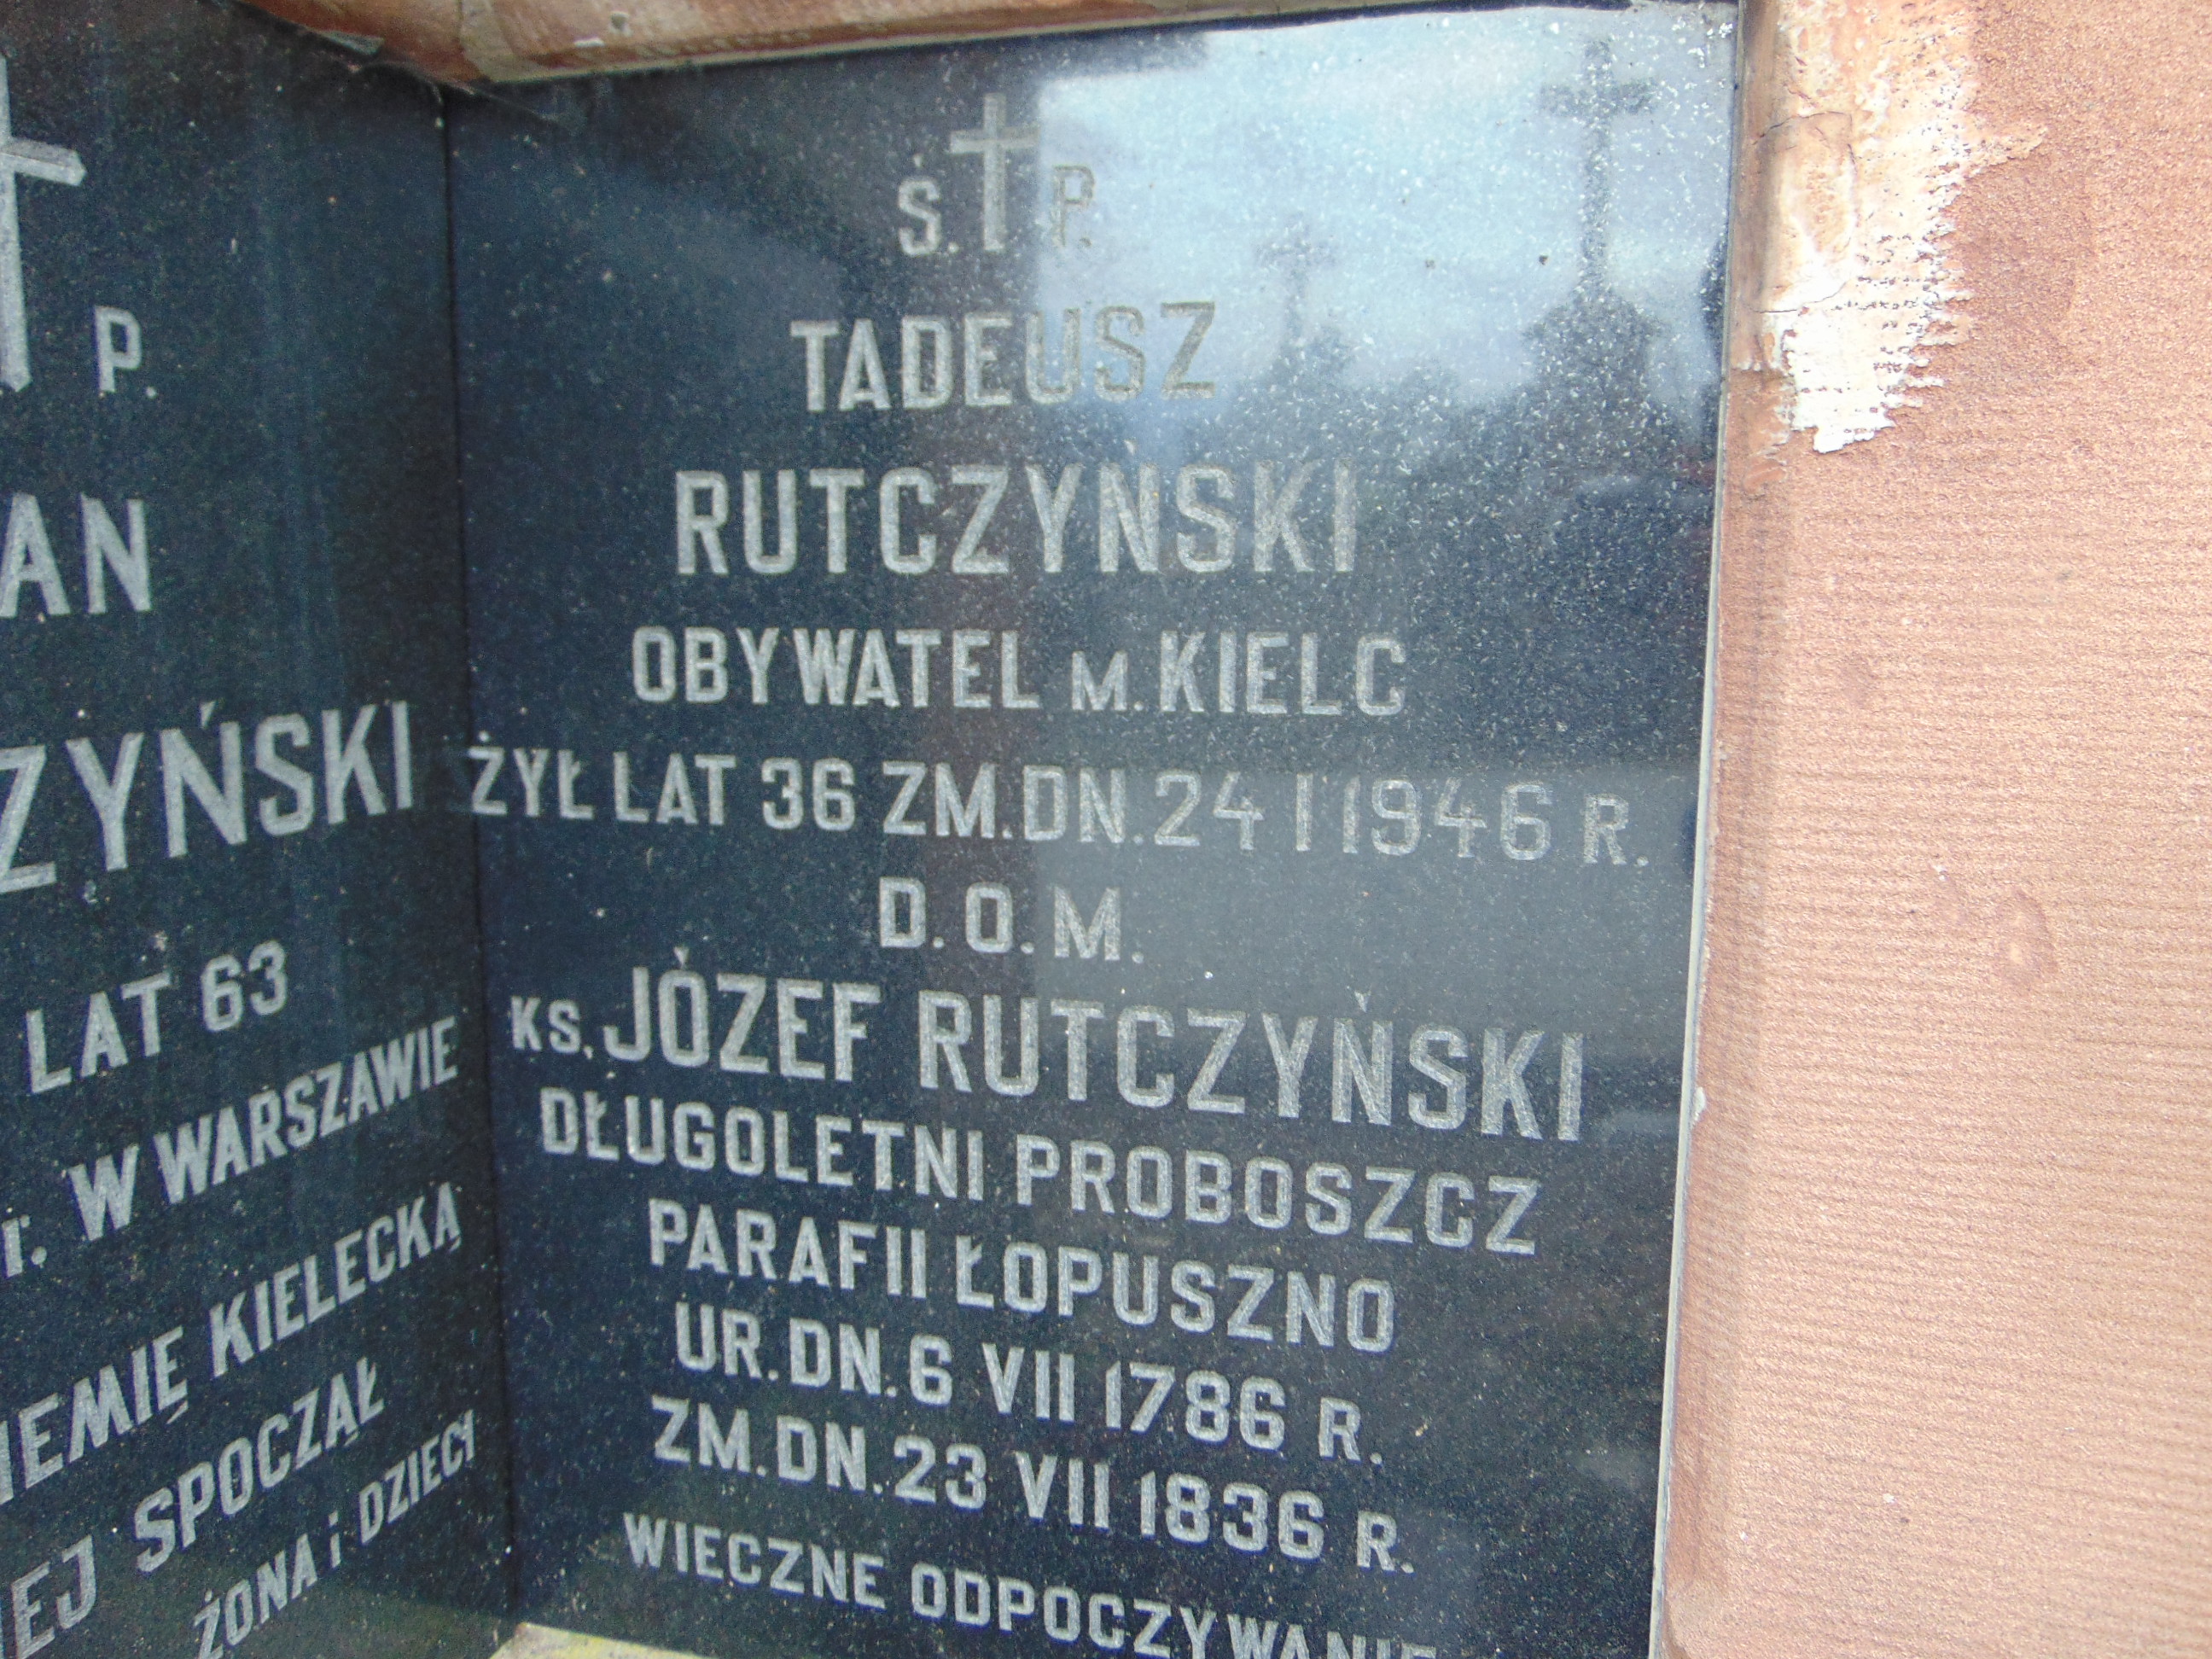 P.
AN
ZYŃSKI
LAT 63
r. W WARSZAWIE
IEMIĘ KIELECKĄ
EJ SPOCZĄŁ
ŻONA i DZIECI
Ś. P.
TADEUSZ
RUTCZYNSKI
OBYWATEL M. KIELC
ŻYŁ LAT 36 ZM. DN. 24 I 1946 R.
D. O. M.
KS. JÓZEF RUTCZYŃSKI
DŁUGOLETNI PROBOSZCZ
PARAFII ŁOPUSZNO
UR. DN. 6 VII 1786 R.
ZM. DN. 23 VII 1836 R.
WIECZNE ODPOCZYWANIE